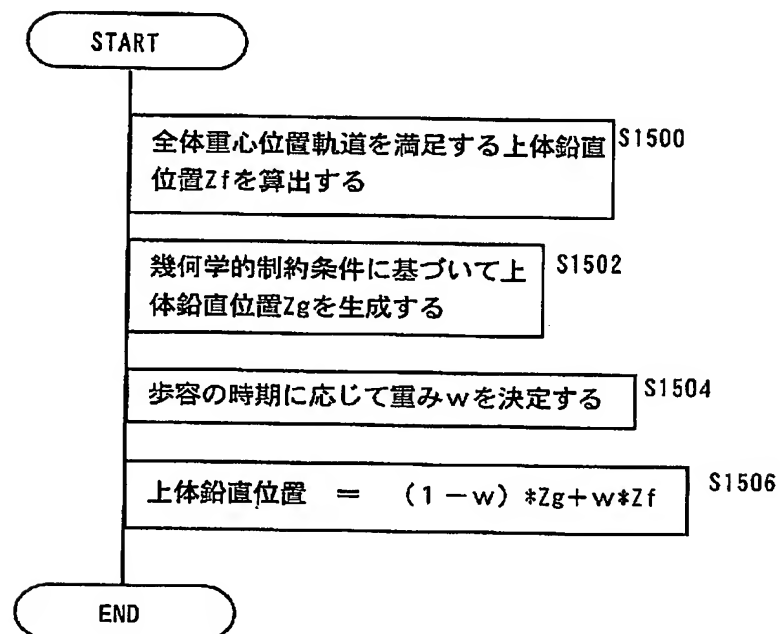 START
全体重心位置軌道を満足する上体鉛直
位置Zfを算出する
S1500
幾何学的制約条件に基づいて上
体鉛直位置Zgを生成する
S1502
歩容の時期に応じて重みwを決定する
S1504
上体鉛直位置 = (1-w)*Zg+w*Zf
S1506
END